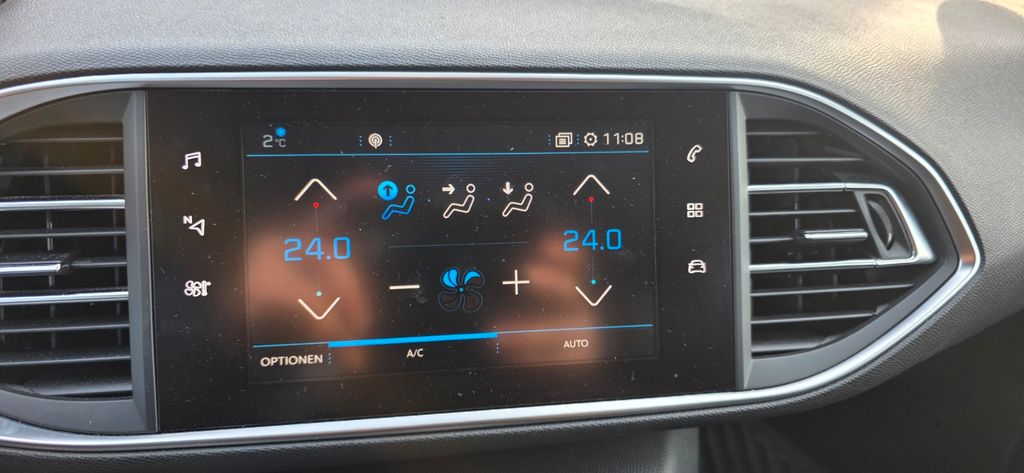 2°C
11:08
N
24.0
24.0
OPTIONEN
A/C
AUTO